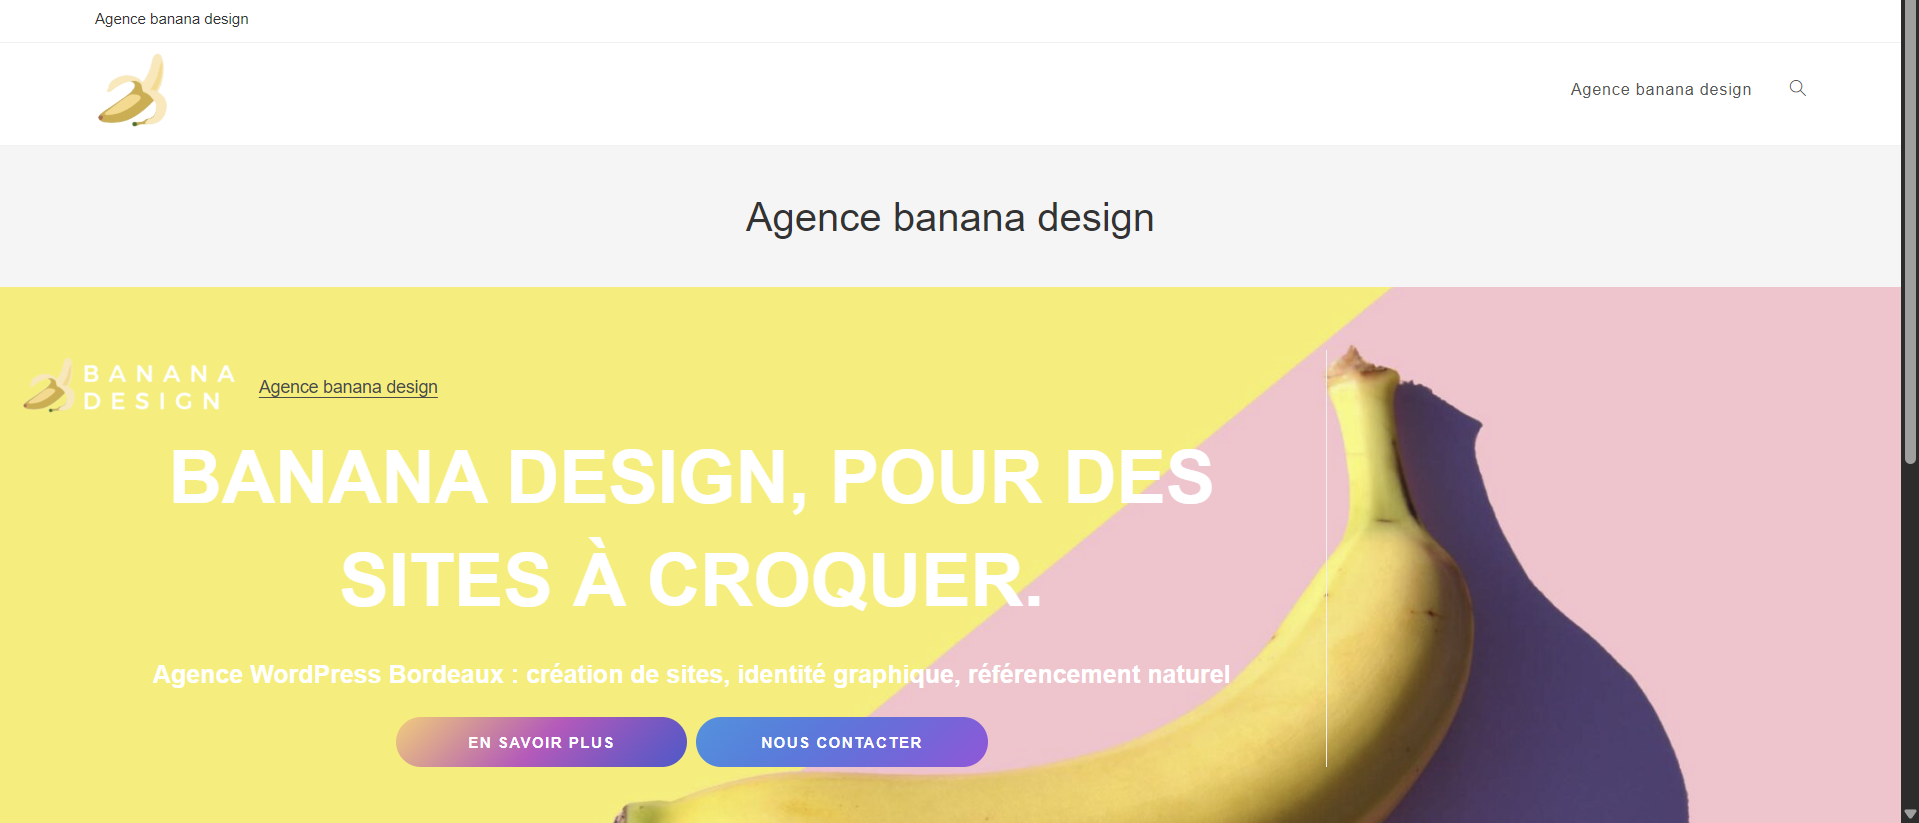 Agence banana design
Agence banana design
Agence banana design
BANANA
DESIGN
Agence banana design
BANANA DESIGN, POUR DES
SITES À CROQUER.
Agence WordPress Bordeaux : création de sites, identité graphique, référencement naturel
EN SAVOIR PLUS
NOUS CONTACTER